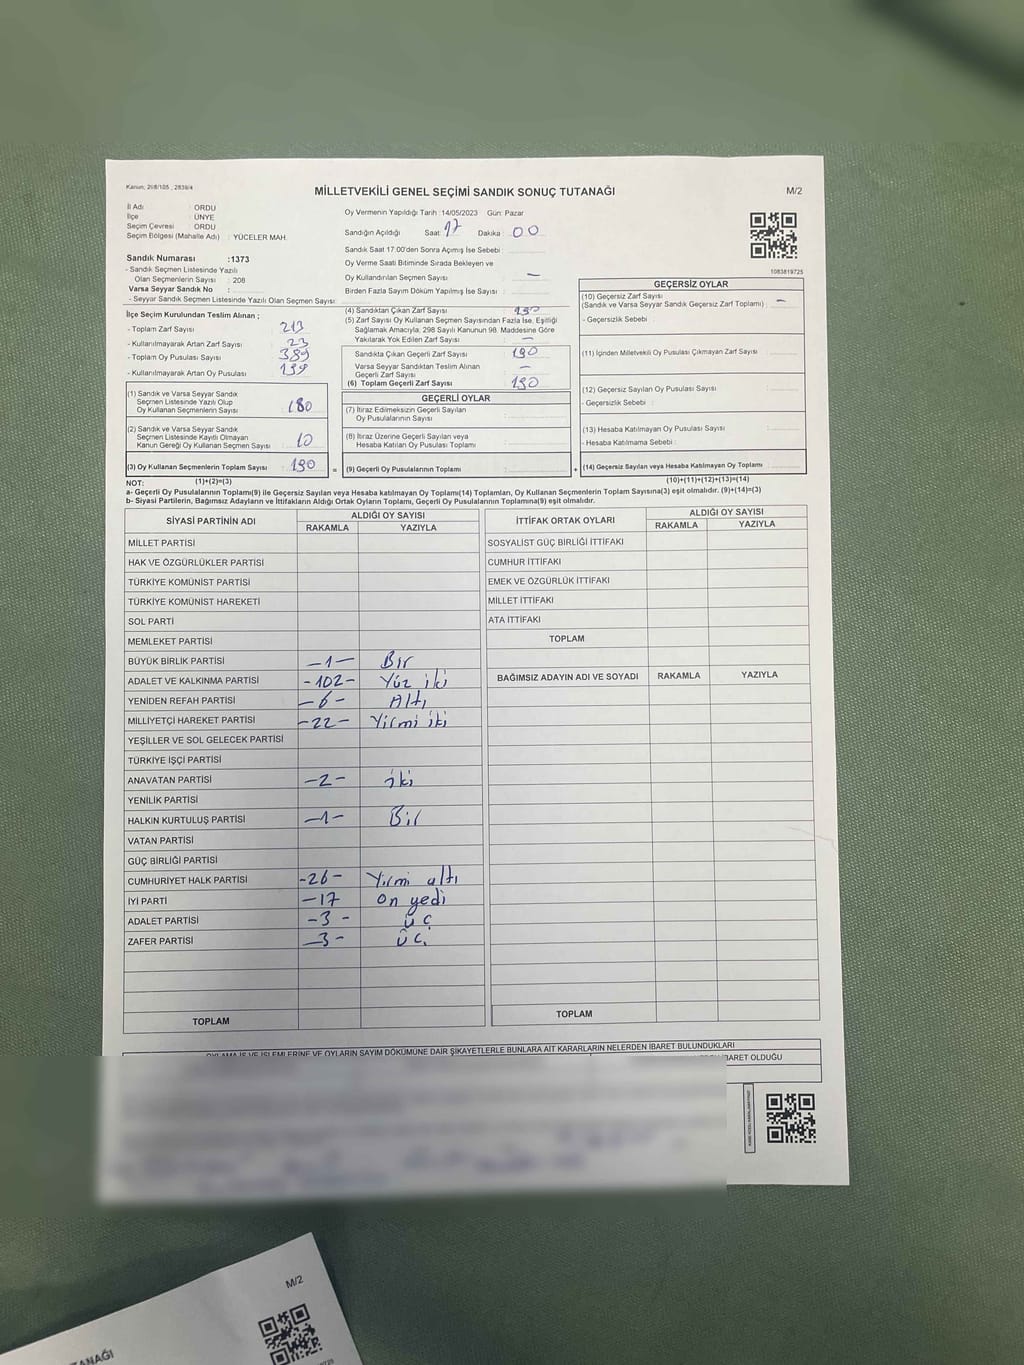 Kanun; 298/105 , 2839/4
MİLLETVEKİLİ GENEL SEÇİMİ SANDIK SONUÇ TUTANAĞI
M/2
İl Adı : ORDU
İlçe : ÜNYE
Seçim Çevresi : ORDU
Seçim Bölgesi (Mahalle Adı) : YÜCELER MAH.
Sandık Numarası :1373
- Sandık Seçmen Listesinde Yazılı
Olan Seçmenlerin Sayısı : 208
Varsa Seyyar Sandık No :
- Seyyar Sandık Seçmen Listesinde Yazılı Olan Seçmen Sayısı:
Oy Vermenin Yapıldığı Tarih :14/05/2023 Gün: Pazar
Sandığın Açıldığı Saat: 17 Dakika : 00
Sandık Saat 17:00'den Sonra Açımış İse Sebebi :
Oy Verme Saati Bitiminde Sırada Bekleyen ve
Oy Kullandırılan Seçmen Sayısı : —
Birden Fazla Sayım Döküm Yapılmış İse Sayısı :
1083819725
İlçe Seçim Kurulundan Teslim Alınan ;
- Toplam Zarf Sayısı : 213
- Kullanılmayarak Artan Zarf Sayısı : 23
- Toplam Oy Pusulası Sayısı : 389
- Kullanılmayarak Artan Oy Pusulası : 199
(1) Sandık ve Varsa Seyyar Sandık
Seçmen Listesinde Yazılı Olup
Oy Kullanan Seçmenlerin Sayısı : 180
(2) Sandık ve Varsa Seyyar Sandık
Seçmen Listesinde Kayıtlı Olmayan
Kanun Gereği Oy Kullanan Seçmen Sayısı : 10
(3) Oy Kullanan Seçmenlerin Toplam Sayısı : 190
(1)+(2)=(3)
(4) Sandıktan Çıkan Zarf Sayısı : 190
(5) Zarf Sayısı Oy Kullanan Seçmen Sayısından Fazla İse, Eşitliği
Sağlamak Amacıyla; 298 Sayılı Kanunun 98. Maddesine Göre
Yakılarak Yok Edilen Zarf Sayısı : —
Sandıkta Çıkan Geçerli Zarf Sayısı : 190
Varsa Seyyar Sandıktan Teslim Alınan
Geçerli Zarf Sayısı : —
(6) Toplam Geçerli Zarf Sayısı : 190
GEÇERLİ OYLAR
(7) İtiraz Edilmeksizin Geçerli Sayılan
Oy Pusulalarının Sayısı :
(8) İtiraz Üzerine Geçerli Sayılan veya
Hesaba Katılan Oy Pusulası Toplamı :
= (9) Geçerli Oy Pusulalarının Toplamı :
GEÇERSİZ OYLAR
(10) Geçersiz Zarf Sayısı
(Sandık ve Varsa Seyyar Sandık Geçersiz Zarf Toplamı) : —
- Geçersizlik Sebebi :
(11) İçinden Milletvekili Oy Pusulası Çıkmayan Zarf Sayısı :
(12) Geçersiz Sayılan Oy Pusulası Sayısı :
- Geçersizlik Sebebi :
(13) Hesaba Katılmayan Oy Pusulası Sayısı :
- Hesaba Katılmama Sebebi :
+ (14) Geçersiz Sayılan veya Hesaba Katılmayan Oy Toplamı :
(10)+(11)+(12)+(13)=(14)
NOT:
a- Geçerli Oy Pusulalarının Toplamı(9) ile Geçersiz Sayılan veya Hesaba katılmayan Oy Toplamı(14) Toplamları, Oy Kullanan Seçmenlerin Toplam Sayısına(3) eşit olmalıdır. (9)+(14)=(3)
b- Siyasi Partilerin, Bağımsız Adayların ve İttifakların Aldığı Ortak Oyların Toplamı, Geçerli Oy Pusulalarının Toplamına(9) eşit olmalıdır.
SİYASİ PARTİNİN ADI ALDIĞI OY SAYISI
RAKAMLA YAZIYLA
MİLLET PARTİSİ
HAK VE ÖZGÜRLÜKLER PARTİSİ
TÜRKİYE KOMÜNİST PARTİSİ
TÜRKİYE KOMÜNİST HAREKETİ
SOL PARTİ
MEMLEKET PARTİSİ
BÜYÜK BİRLİK PARTİSİ —1— Bir
ADALET VE KALKINMA PARTİSİ -102- Yüz iki
YENİDEN REFAH PARTİSİ -6- Altı
MİLLİYETÇİ HAREKET PARTİSİ -22- Yirmi iki
YEŞİLLER VE SOL GELECEK PARTİSİ
TÜRKİYE İŞÇİ PARTİSİ
ANAVATAN PARTİSİ -2- iki
YENİLİK PARTİSİ
HALKIN KURTULUŞ PARTİSİ -1- Bir
VATAN PARTİSİ
GÜÇ BİRLİĞİ PARTİSİ
CUMHURİYET HALK PARTİSİ -26- Yirmi altı
İYİ PARTİ -17 on yedi
ADALET PARTİSİ -3- üç
ZAFER PARTİSİ -3- üç
TOPLAM
İTTİFAK ORTAK OYLARI ALDIĞI OY SAYISI
RAKAMLA YAZIYLA
SOSYALİST GÜÇ BİRLİĞİ İTTİFAKI
CUMHUR İTTİFAKI
EMEK VE ÖZGÜRLÜK İTTİFAKI
MİLLET İTTİFAKI
ATA İTTİFAKI
TOPLAM
BAĞIMSIZ ADAYIN ADI VE SOYADI RAKAMLA YAZIYLA
TOPLAM
OYLAMA İŞ VE İŞLEMLERİNE VE OYLARIN SAYIM DÖKÜMÜNE DAİR ŞİKAYETLERLE BUNLARA AİT KARARLARIN NELERDEN İBARET BULUNDUKLARI
İBARET OLDUĞU
M/2
TANAĞI